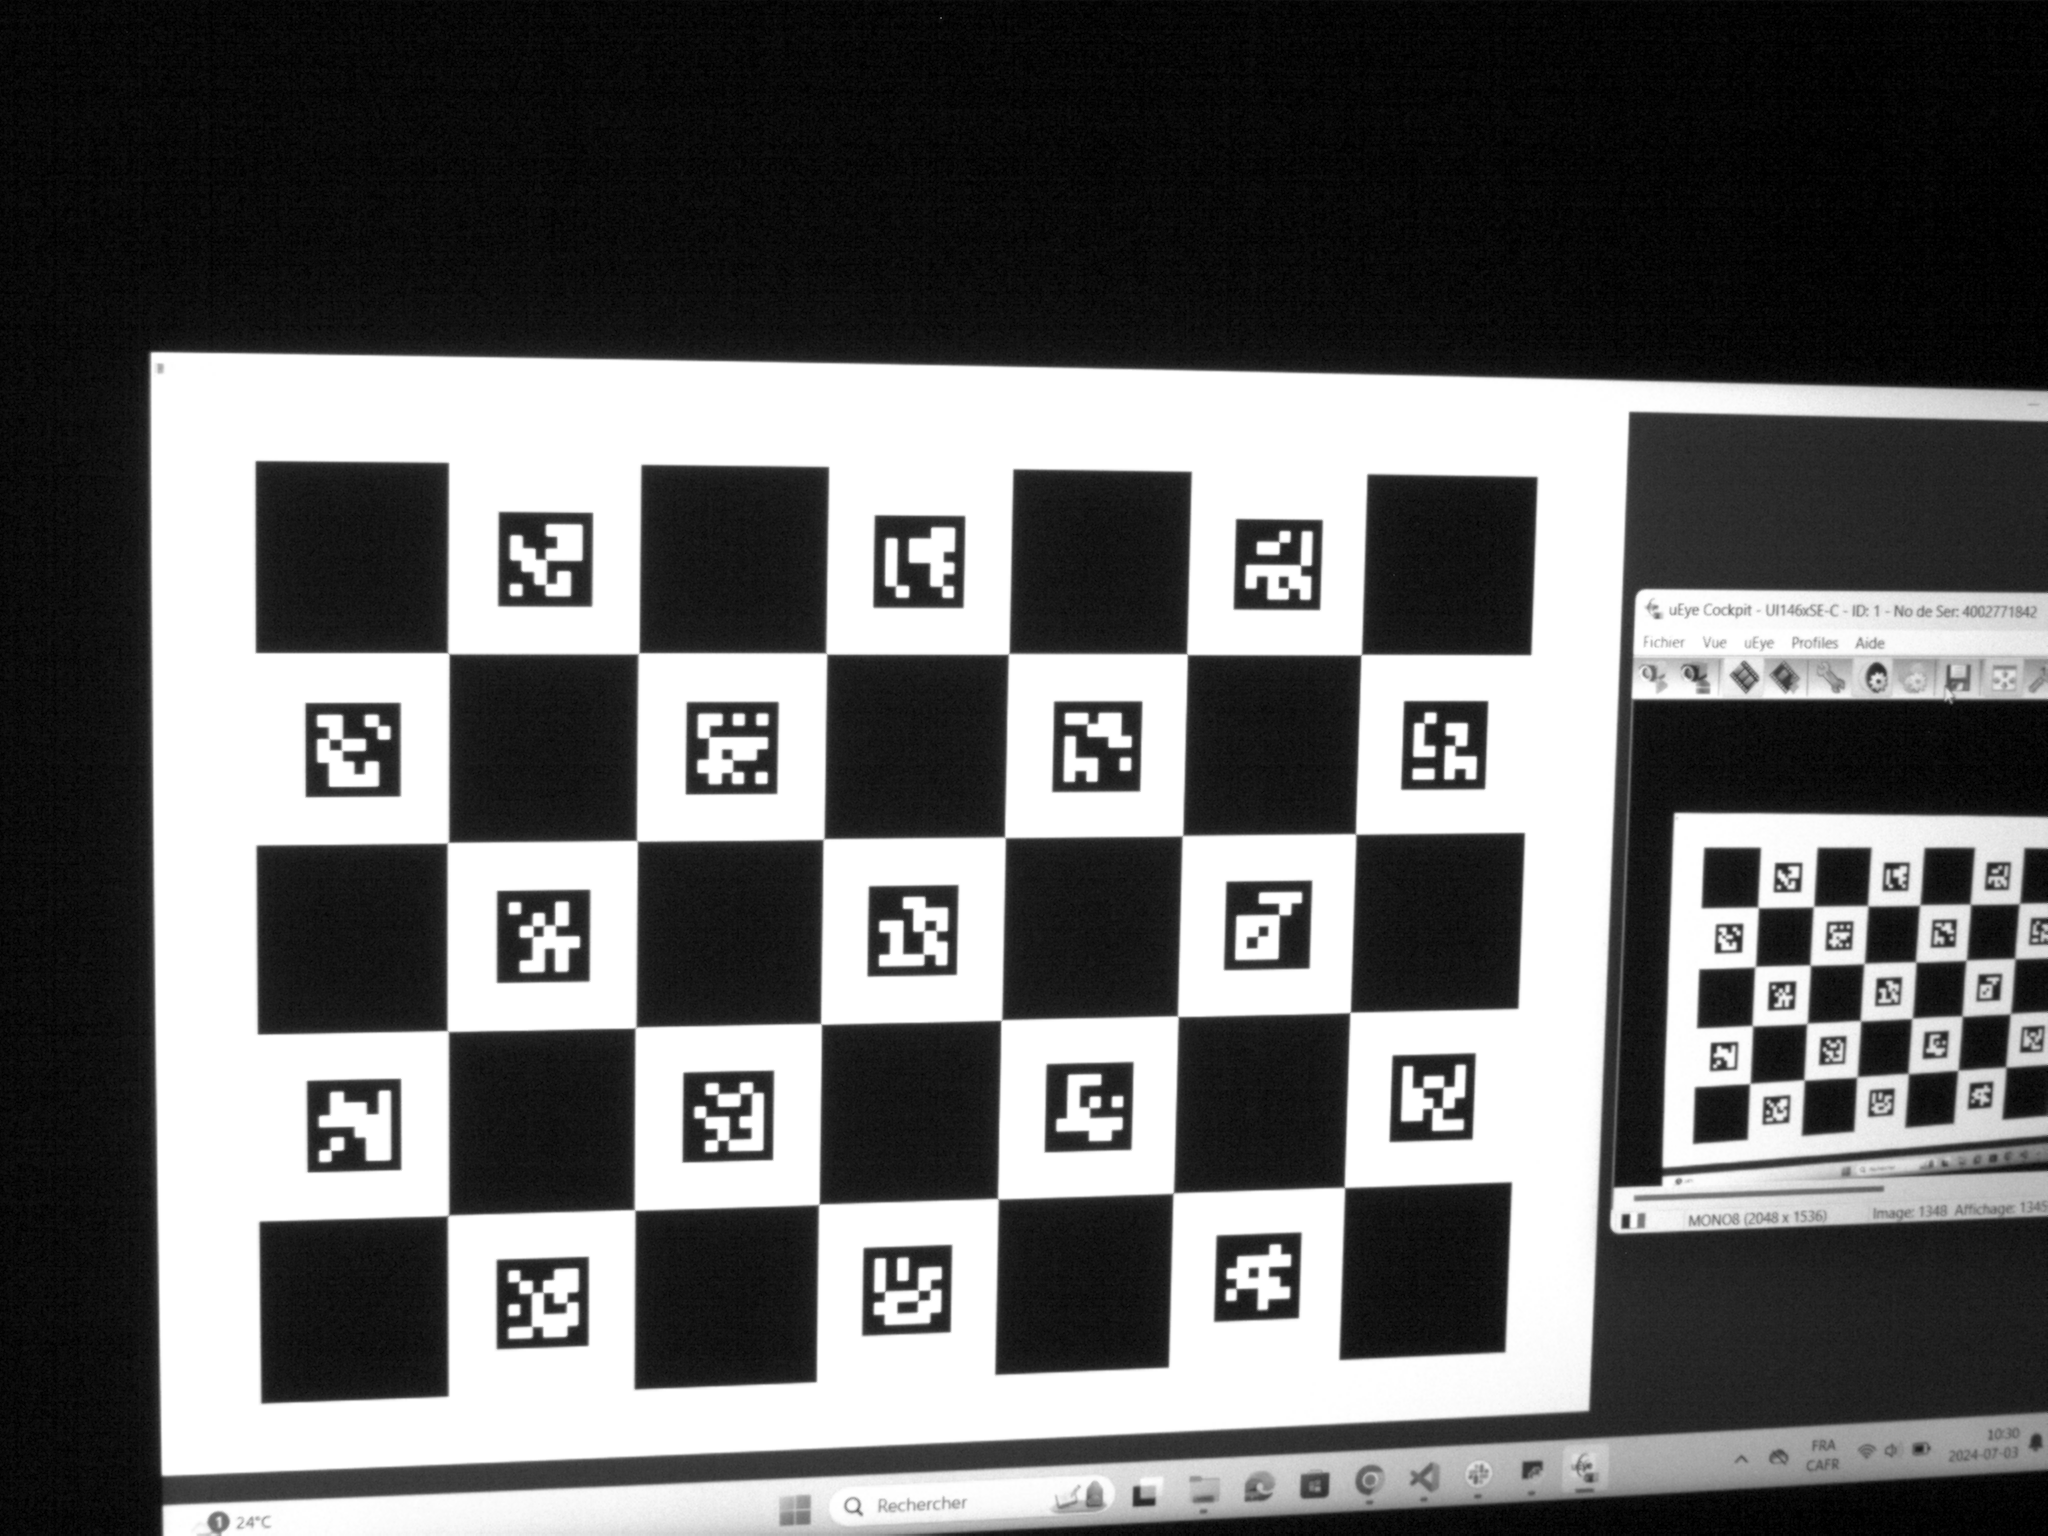 uEye Cockpit - UI146xSE-C - ID: 1 - No de Ser: 4002771842
Fichier Vue uEye Profiles Aide
MONO8 (2048 x 1536) Image: 1348 Affichage: 1345
1 24°C
Rechercher
FRA
CAFR
10:30
2024-07-03